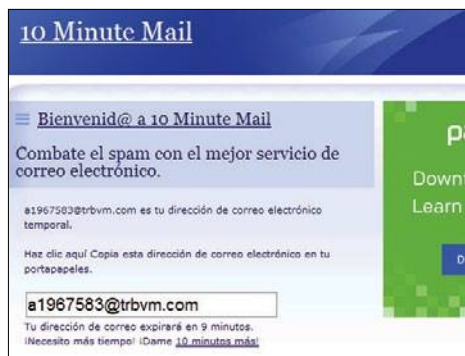 10 Minute Mail
Bienvenid@ a 10 Minute Mail
Combate el spam con el mejor servicio de
correo electrónico.
a1967583@trbvm.com es tu dirección de correo electrónico
temporal.
Haz clic aquí Copia esta dirección de correo electrónico en tu
portapapeles.
a1967583@trbvm.com
Tu dirección de correo expirará en 9 minutos.
¡Necesito más tiempo! ¡Dame 10 minutos más!
Learn